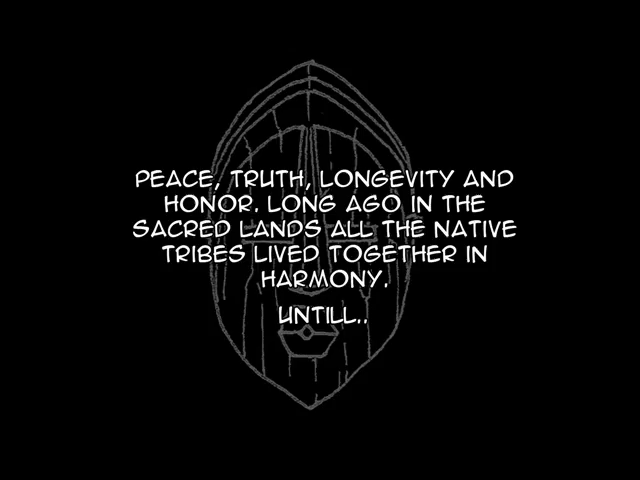 PEACE, TRUTH, LONGEVITY AND
HONOR. LONG AGO IN THE
SACRED LANDS ALL THE NATIVE
TRIBES LIVED TOGETHER IN
HARMONY.
UNTILL..